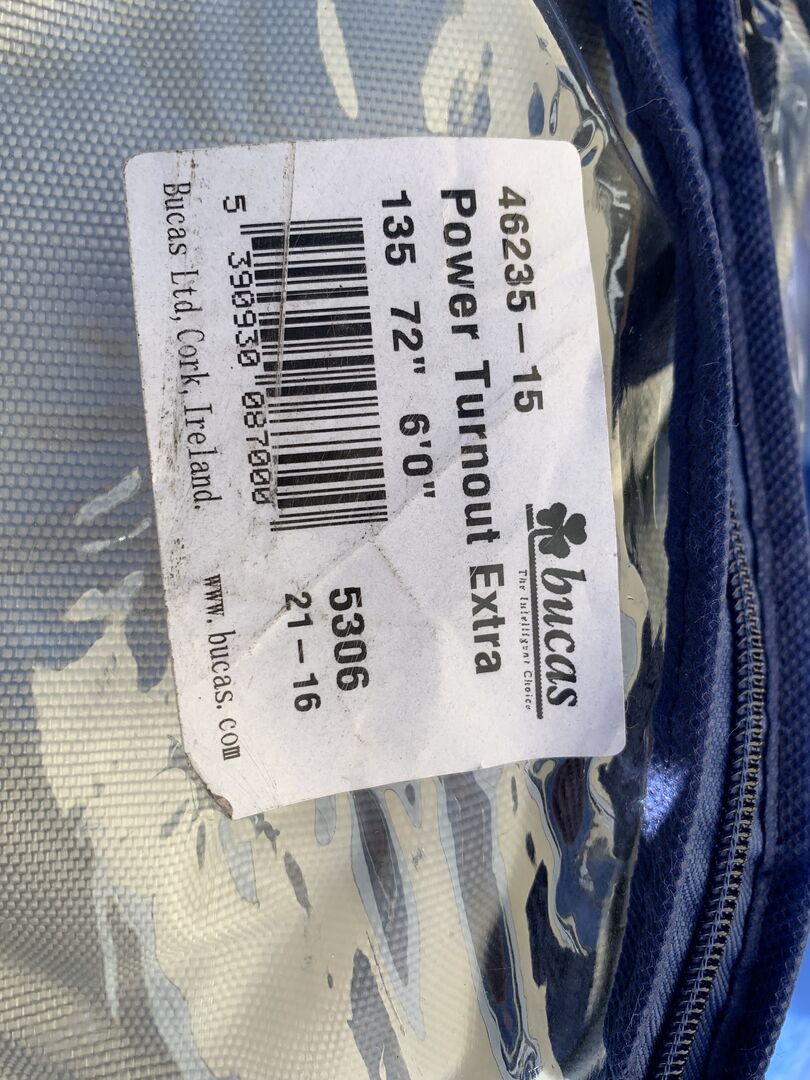 bucas
The Intelligent Choice
46235-15
Power Turnout Extra
135 72" 6'0"
5306
21-16
5 390930 087000
Bucas Ltd, Cork, Ireland. www.bucas.com